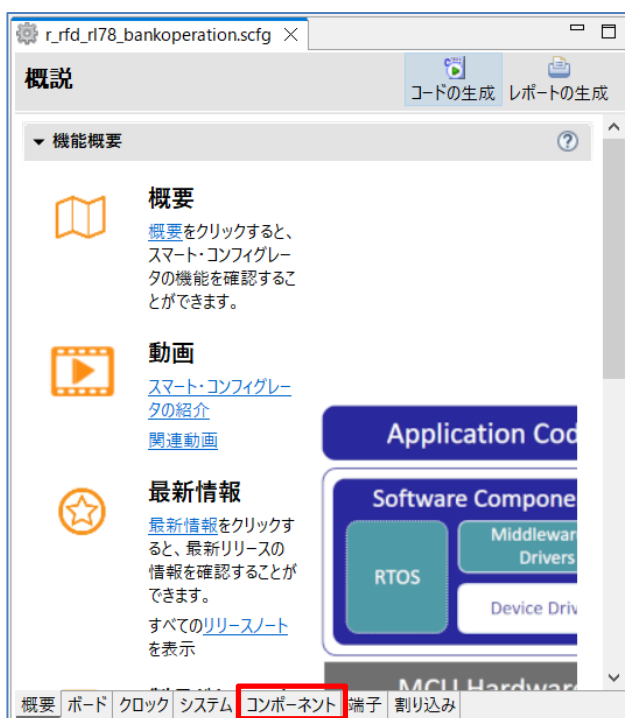 r_rfd_rl78_bankoperation.scfg
概説
コードの生成 レポートの生成
機能概要
概要
概要をクリックすると、
スマート・コンフィグレー
タの機能を確認するこ
とができます。
動画
スマート・コンフィグレー
タの紹介
関連動画
最新情報
最新情報をクリックす
ると、最新リリースの
情報を確認することが
できます。
すべてのリリースノート
を表示
Application Cod
Software Compone
RTOS
Middlewar
Drivers
Device Driv
MCU Hardware
概要 ボード クロック システム コンポーネント 端子 割り込み